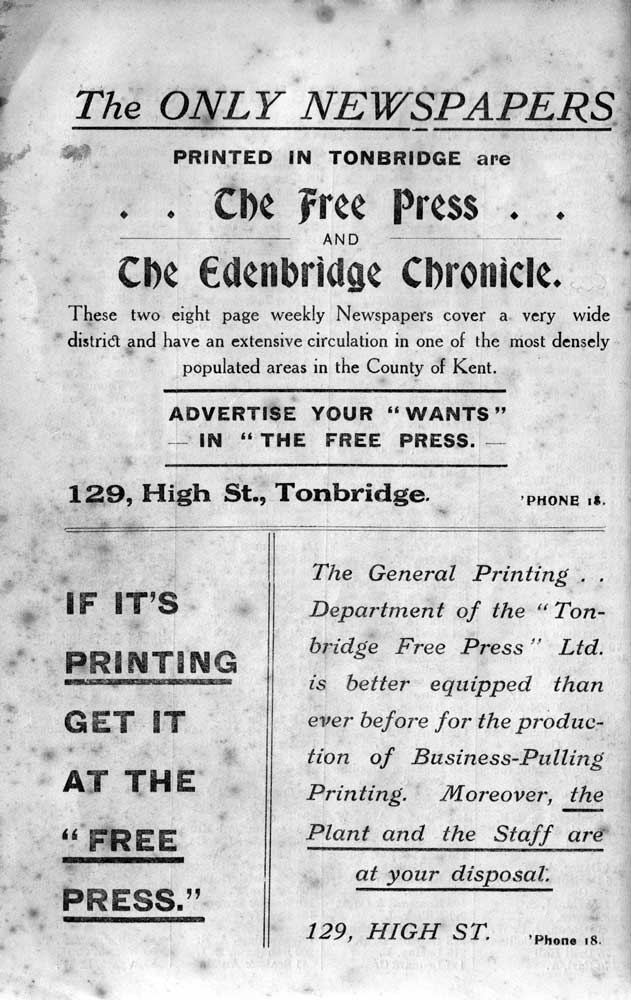 The ONLY NEWSPAPERS
PRINTED IN TONBRIDGE are
. . The Free Press . .
AND
The Edenbridge Chronicle.
These two eight page weekly Newspapers cover a very wide
district and have an extensive circulation in one of the most densely
populated areas in the County of Kent.
ADVERTISE YOUR "WANTS"
— IN "THE FREE PRESS. —
129, High St., Tonbridge.
'PHONE 18.
IF IT'S
PRINTING
GET IT
AT THE
"FREE
PRESS."
The General Printing . .
Department of the "Ton-
bridge Free Press" Ltd.
is better equipped than
ever before for the produc-
tion of Business-Pulling
Printing. Moreover, the
Plant and the Staff are
at your disposal.
129, HIGH ST.
'Phone 18.